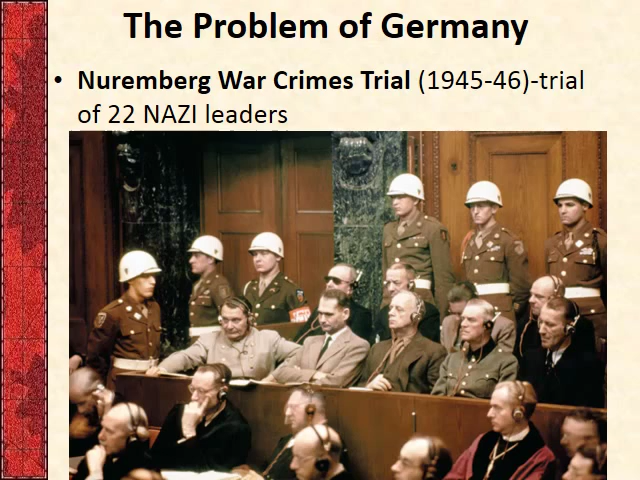 The Problem of Germany
• Nuremberg War Crimes Trial (1945-46)-trial
of 22 NAZI leaders